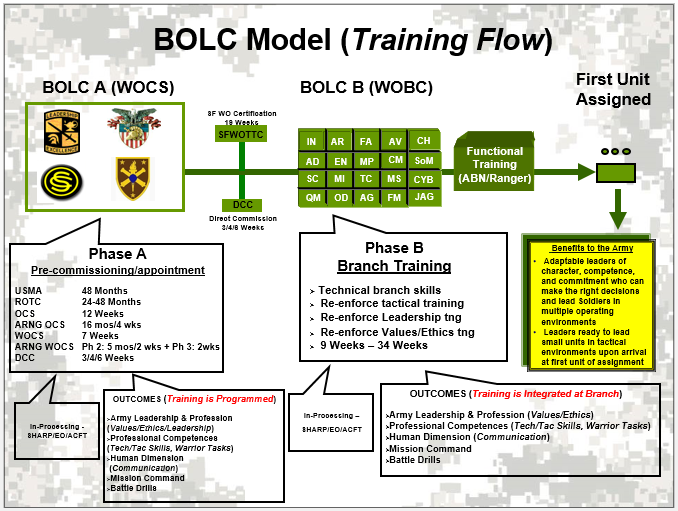 BOLC Model (Training Flow)
BOLC A (WOCS)
BOLC B (WOBC)
First Unit
Assigned
LEADERSHIP
EXCELLENCE
SF WO Certification
19 Weeks
SFWOTTC
DCC
Direct Commission
3/4/6 Weeks
IN AR FA AV CH
AD EN MP CM SoM
SC MI TC MS CYB
QM OD AG FM JAG
Functional
Training
(ABN/Ranger)
Phase A
Pre-commissioning/appointment
USMA 48 Months
ROTC 24-48 Months
OCS 12 Weeks
ARNG OCS 16 mos/4 wks
WOCS 7 Weeks
ARNG WOCS Ph 2: 5 mos/2 wks + Ph 3: 2wks
DCC 3/4/6 Weeks
Phase B
Branch Training
➢ Technical branch skills
➢ Re-enforce tactical training
➢ Re-enforce Leadership tng
➢ Re-enforce Values/Ethics tng
➢ 9 Weeks – 34 Weeks
Benefits to the Army
• Adaptable leaders of
character, competence,
and commitment who can
make the right decisions
and lead Soldiers in
multiple operating
environments
• Leaders ready to lead
small units in tactical
environments upon arrival
at first unit of assignment
In-Processing -
SHARP/EO/ACFT
OUTCOMES (Training is Programmed)
➢Army Leadership & Profession
(Values/Ethics/Leadership)
➢Professional Competences
(Tech/Tac Skills, Warrior Tasks)
➢Human Dimension
(Communication)
➢Mission Command
➢Battle Drills
In-Processing –
SHARP/EO/ACFT
OUTCOMES (Training is Integrated at Branch)
➢Army Leadership & Profession (Values/Ethics)
➢Professional Competences (Tech/Tac Skills, Warrior Tasks)
➢Human Dimension (Communication)
➢Mission Command
➢Battle Drills